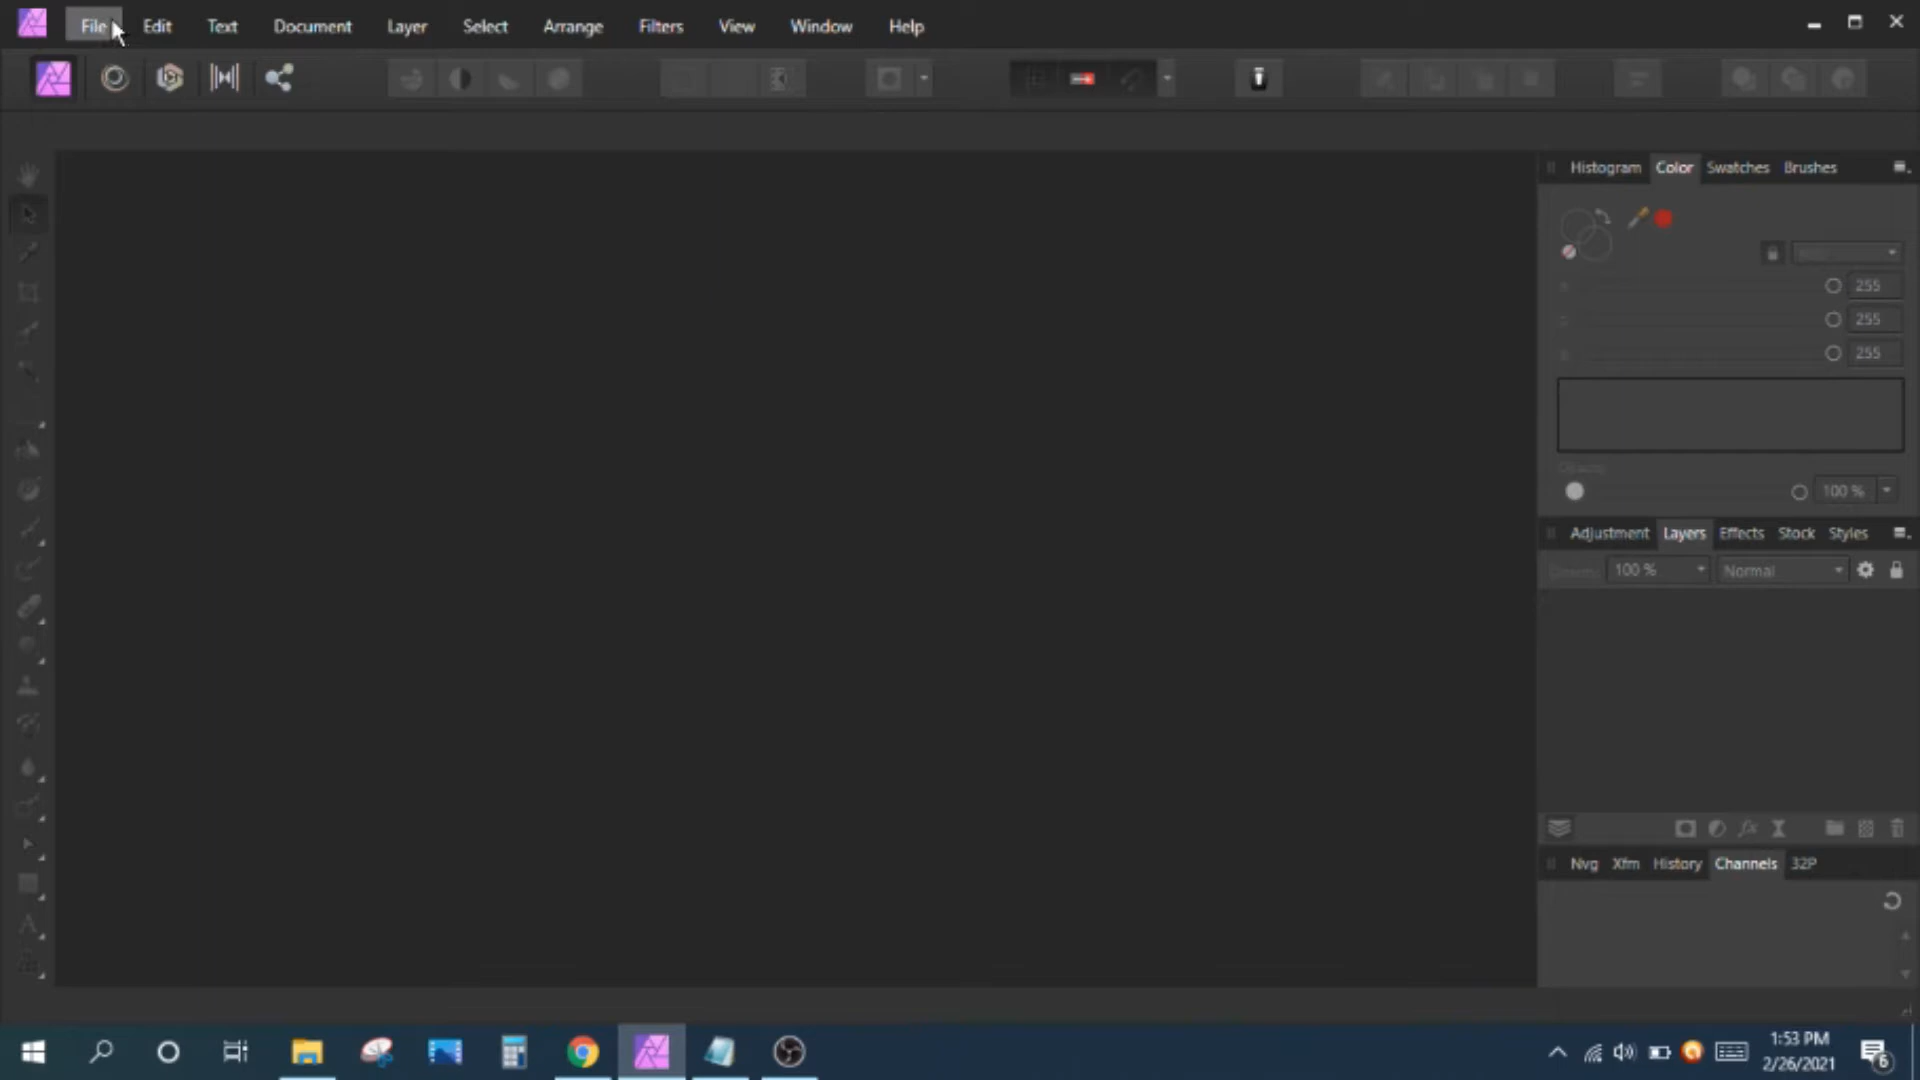 File Edit Text Document Layer Select Arrange Filters View Window Help
Histogram Color Swatches Brushes
255
255
255
100 %
Adjustment Layers Effects Stock Styles
100 % Normal
Nvg Xfm History Channels 32P
1:53 PM
2/26/2021
6